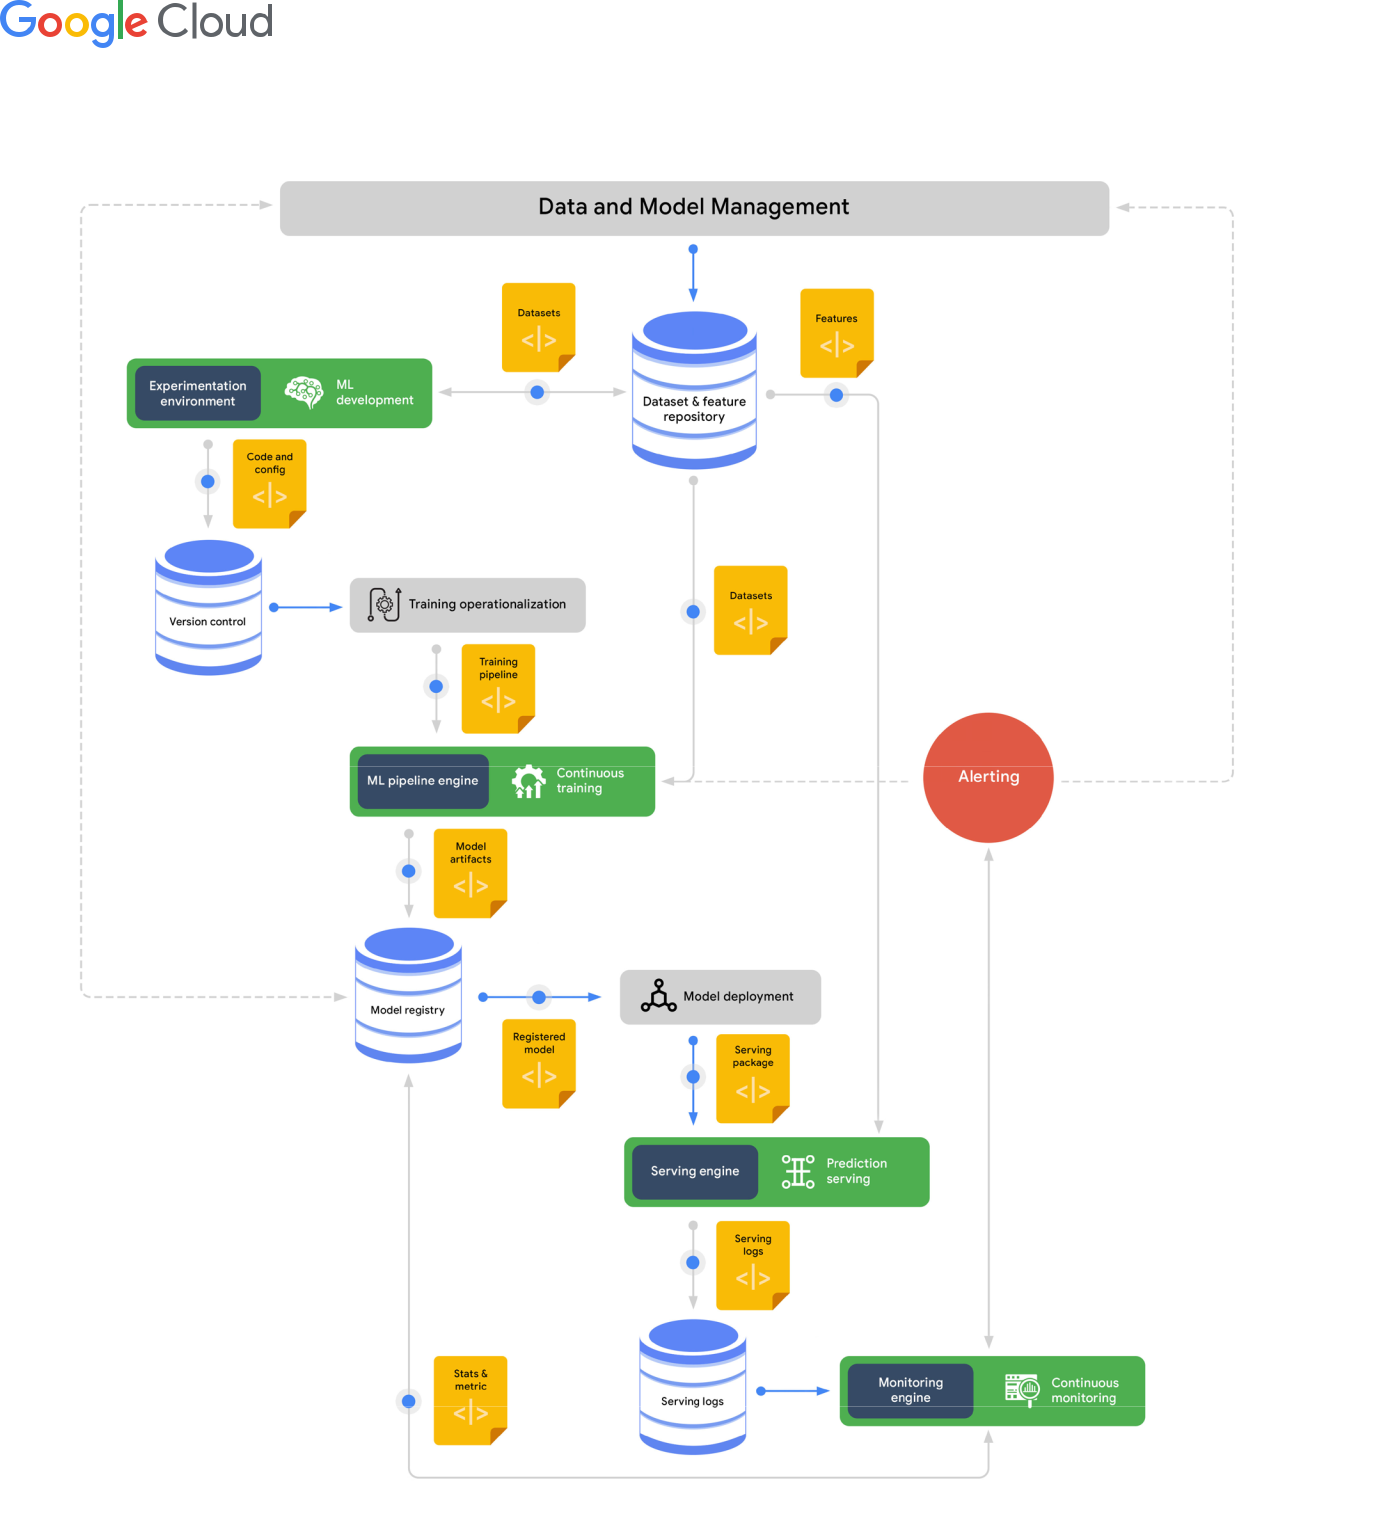 Google Cloud
Data and Model Management
Datasets
</>
Features
</>
Experimentation
environment
ML
development
Dataset & feature
repository
Code and
config
</>
Version control
Training operationalization
Datasets
</>
Training
pipeline
</>
ML pipeline engine
Continuous
training
Alerting
Model
artifacts
</>
Model registry
Model deployment
Registered
model
</>
Serving
package
</>
Serving engine
Prediction
serving
Serving
logs
</>
Stats &
metric
</>
Serving logs
Monitoring
engine
Continuous
monitoring